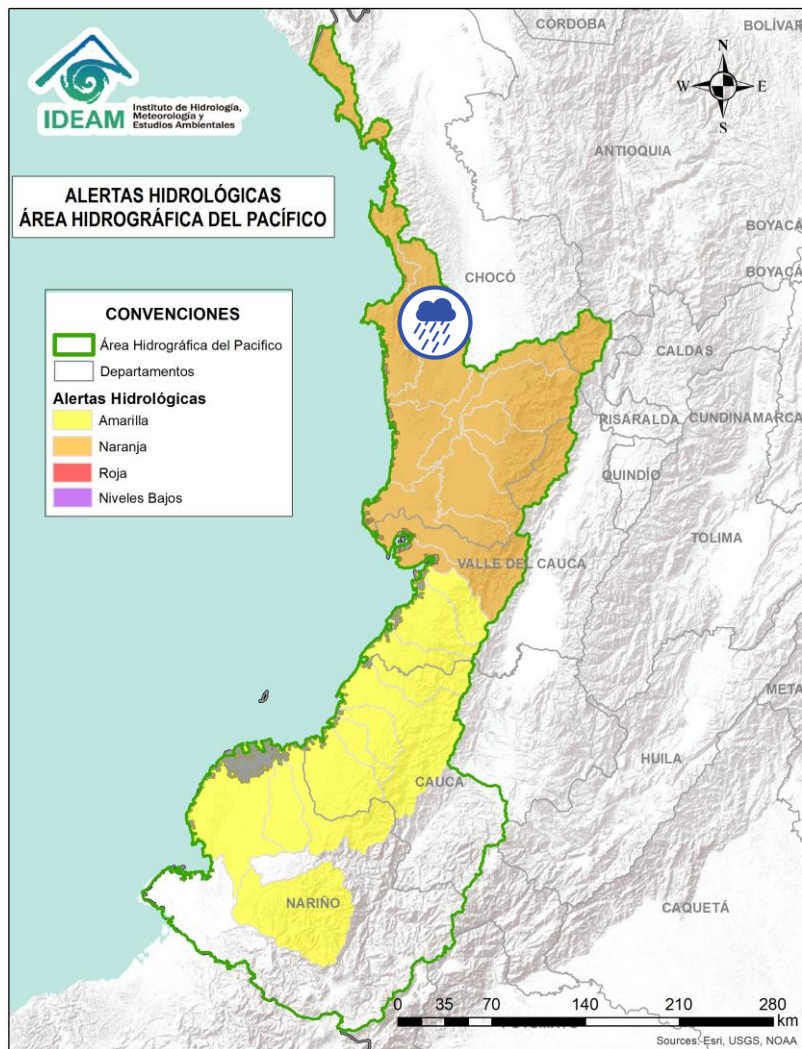 CÓRDOBA
BOLÍVAR
N
W
E
S
IDEAM
Instituto de Hidrología,
Meteorología y
Estudios Ambientales
ANTIOQUIA
ALERTAS HIDROLÓGICAS
ÁREA HIDROGRÁFICA DEL PACÍFICO
BOYACÁ
BOYACÁ
CHOCÓ
CONVENCIONES
Área Hidrográfica del Pacifico
Departamentos
Alertas Hidrológicas
Amarilla
Naranja
Roja
Niveles Bajos
CALDAS
RISARALDA
CUNDINAMARCA
QUINDÍO
TOLIMA
VALLE DEL CAUCA
META
HUILA
CAUCA
NARIÑO
CAQUETÁ
0 35 70 140 210 280
km
Sources: Esri, USGS, NOAA